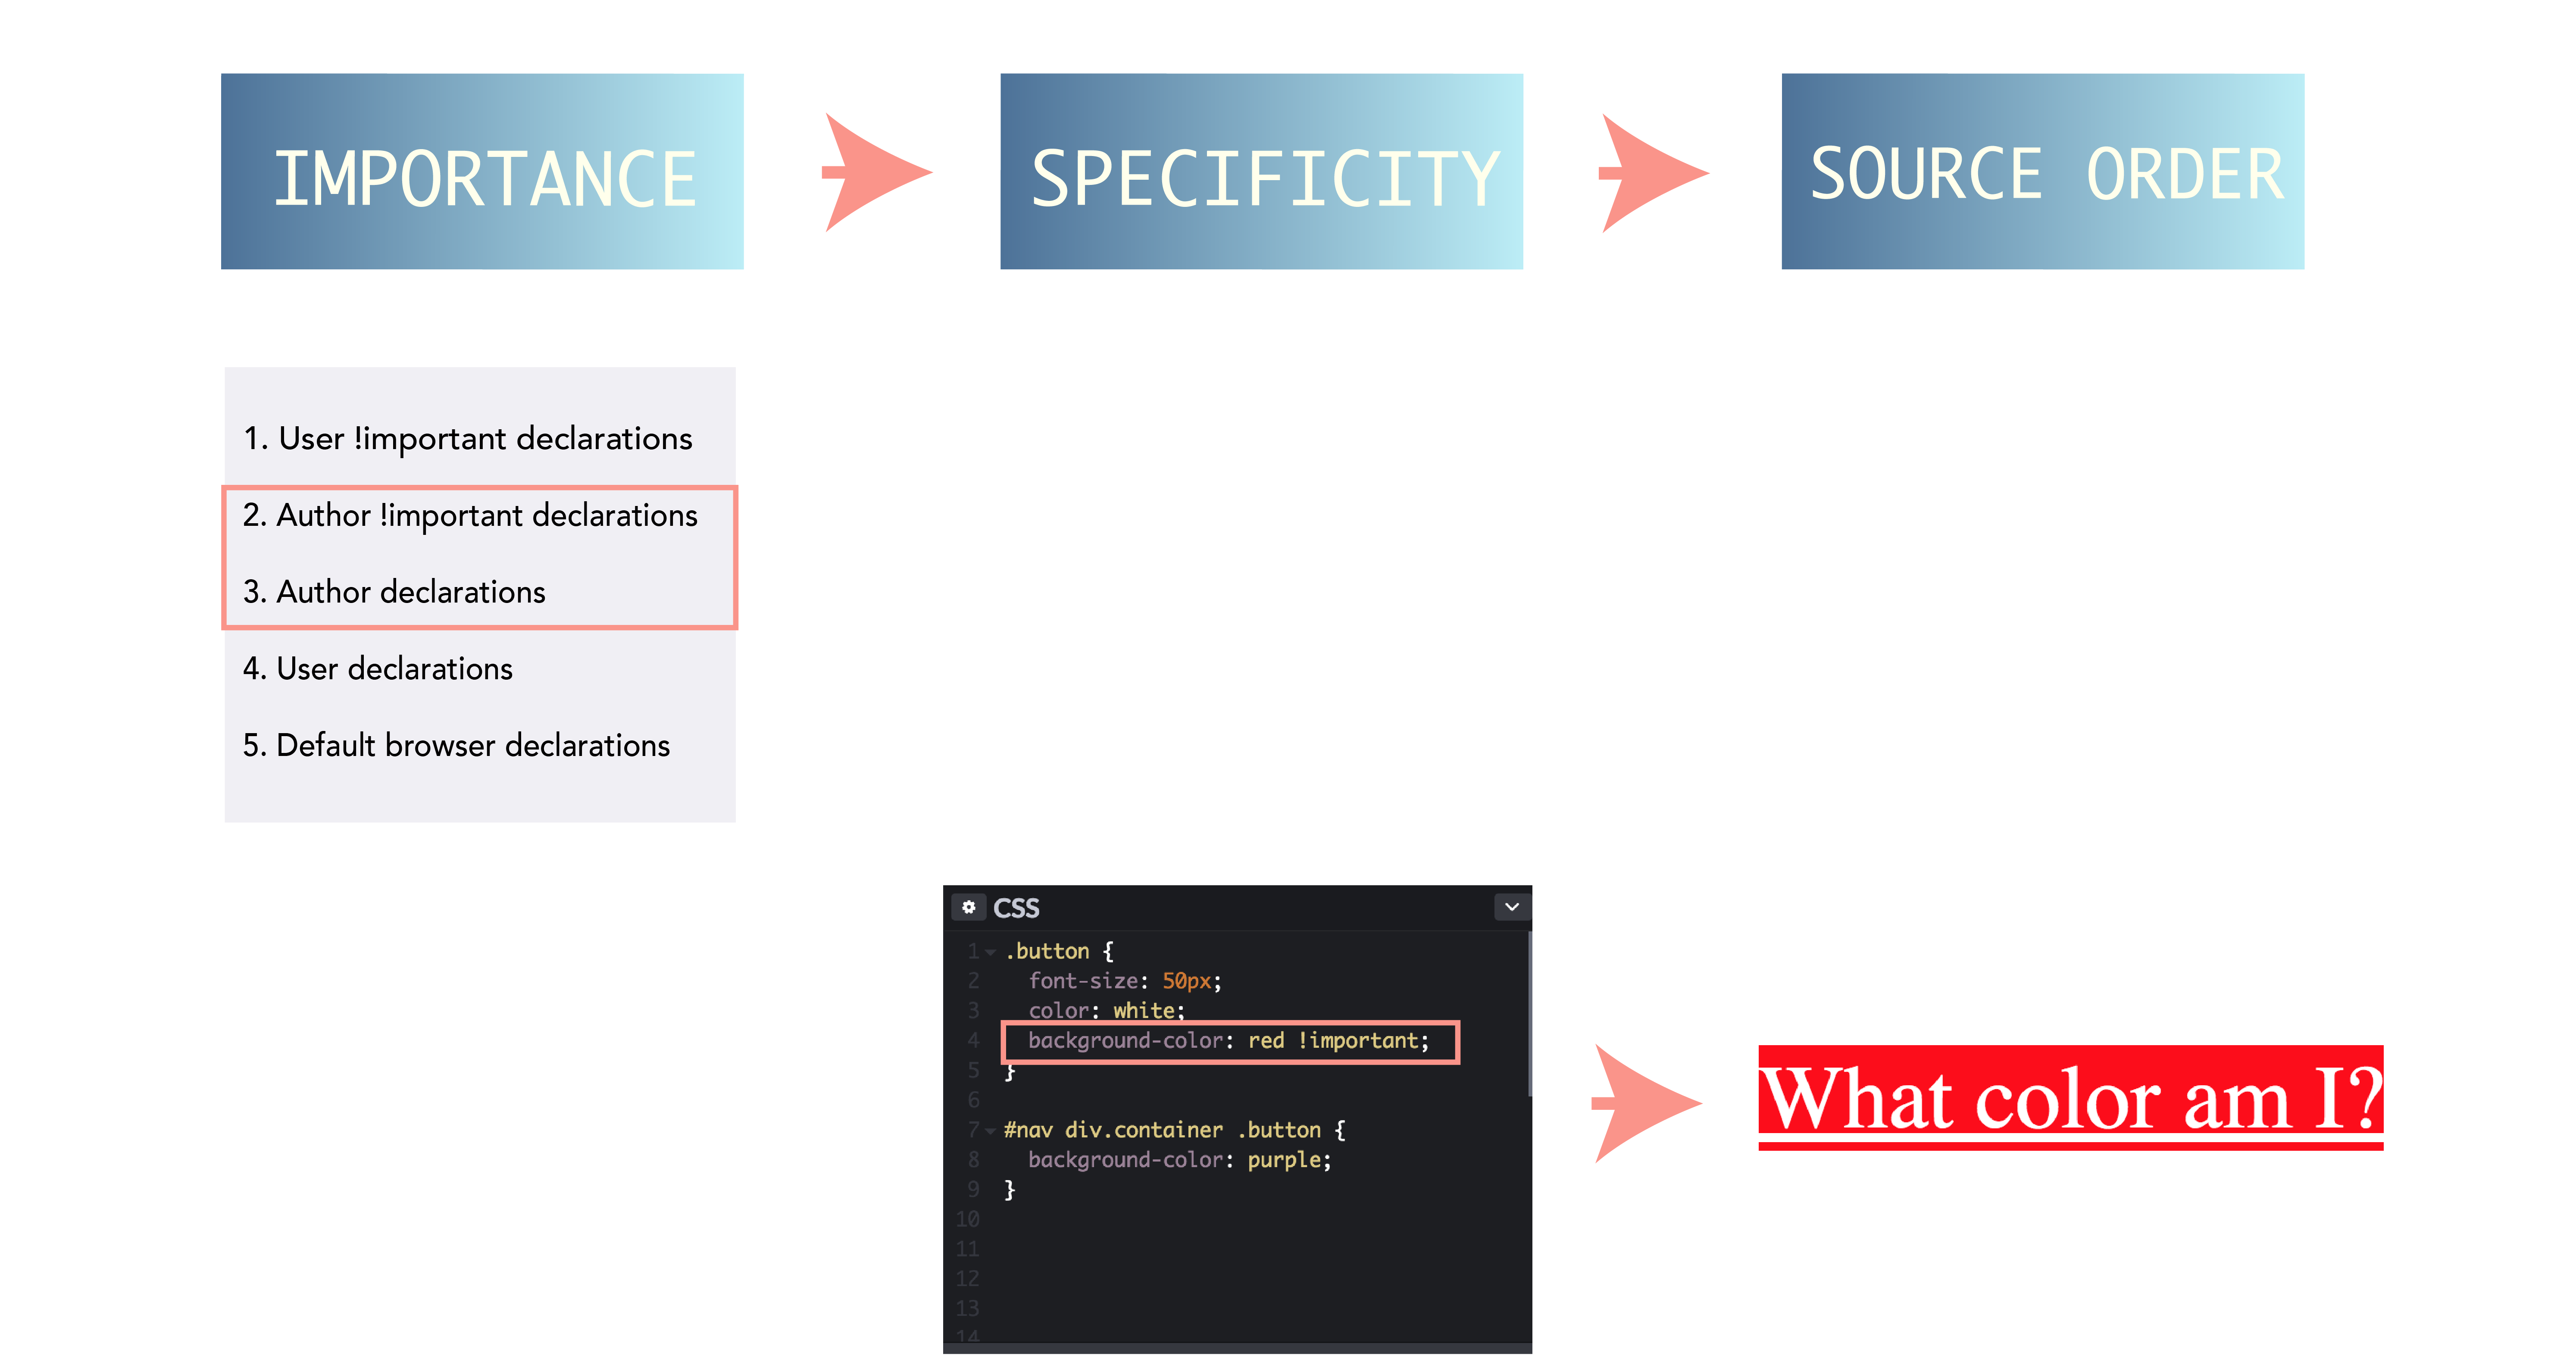 IMPORTANCE
SPECIFICITY
SOURCE ORDER
1. User !important declarations
2. Author !important declarations
3. Author declarations
4. User declarations
5. Default browser declarations
CSS
1 .button {
2 font-size: 50px;
3 color: white;
4 background-color: red !important;
5 }
6
7 #nav div.container .button {
8 background-color: purple;
9 }
10
11
12
13
14
What color am I?